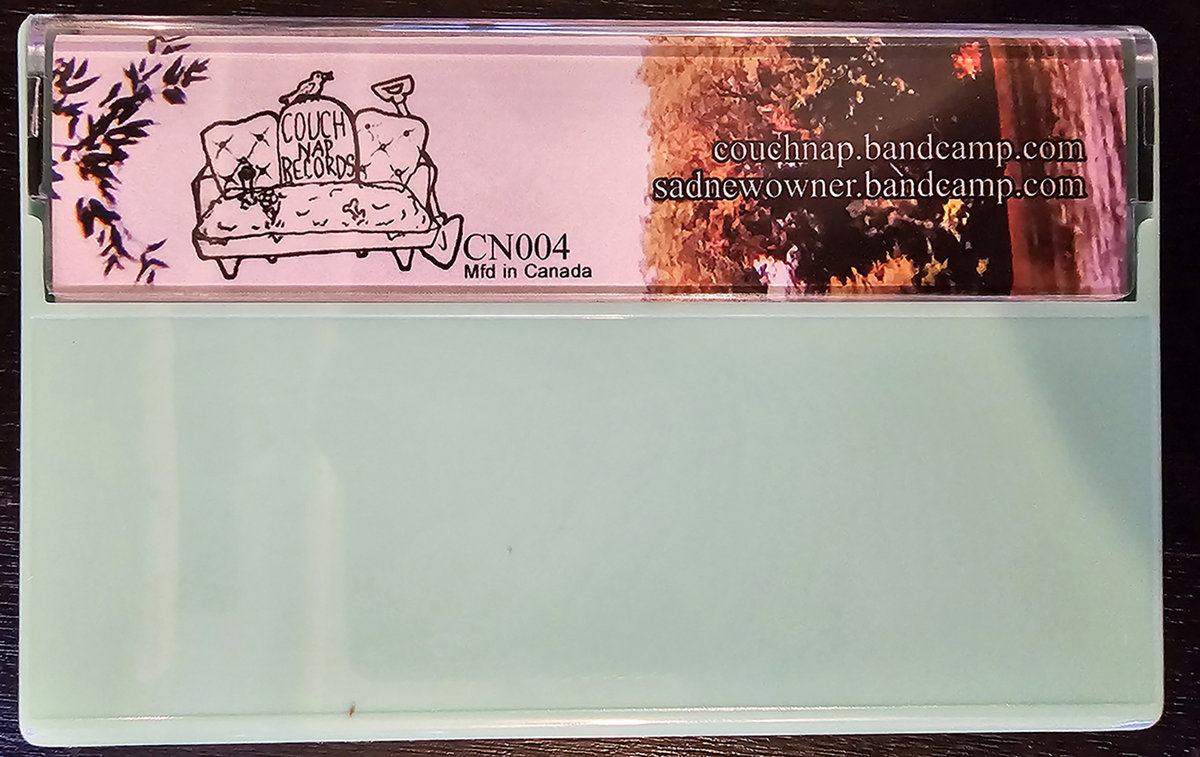 COUCH
NAP
RECORDS
CN004
Mfd in Canada
couchnap.bandcamp.com
sadnewowner.bandcamp.com